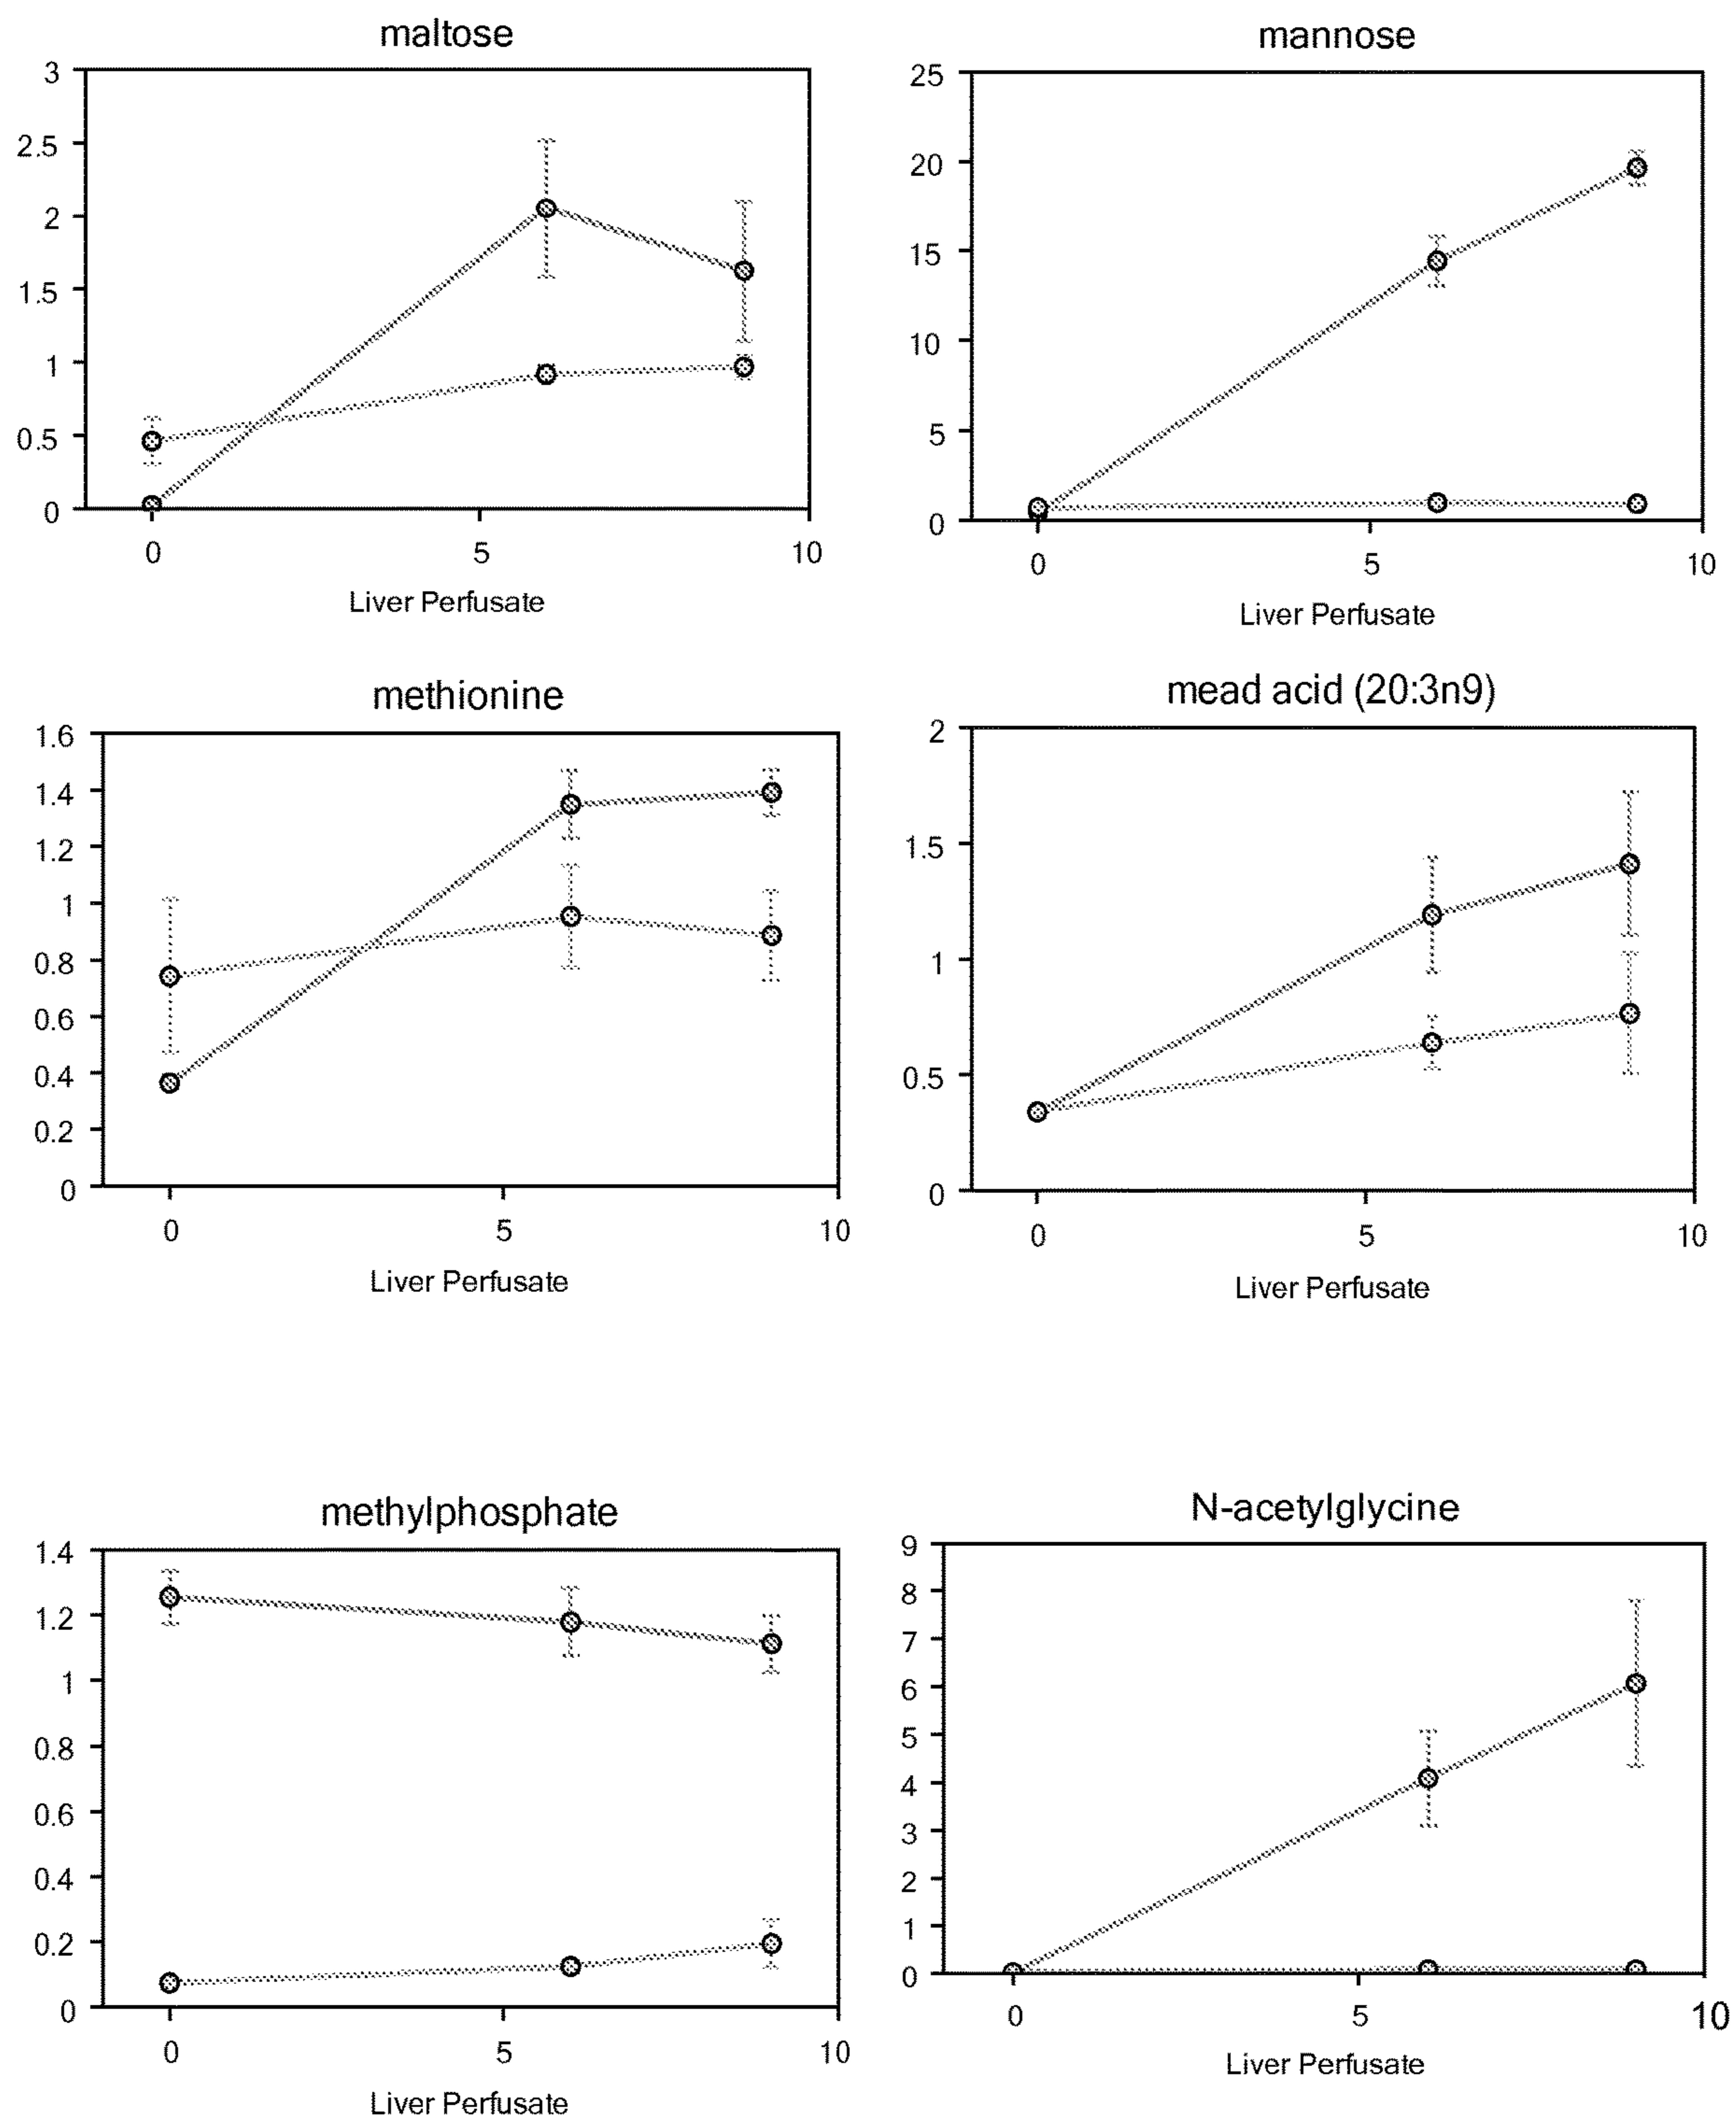 maltose
3
2.5
2
1.5
1
0.5
0
0 5 10
Liver Perfusate
mannose
25
20
15
10
5
0
0 5 10
Liver Perfusate
methionine
1.6
1.4
1.2
1
0.8
0.6
0.4
0.2
0
0 5 10
Liver Perfusate
mead acid (20:3n9)
2
1.5
1
0.5
0
0 5 10
Liver Perfusate
methylphosphate
1.4
1.2
1
0.8
0.6
0.4
0.2
0
0 5 10
Liver Perfusate
N-acetylglycine
9
8
7
6
5
4
3
2
1
0
0 5 10
Liver Perfusate